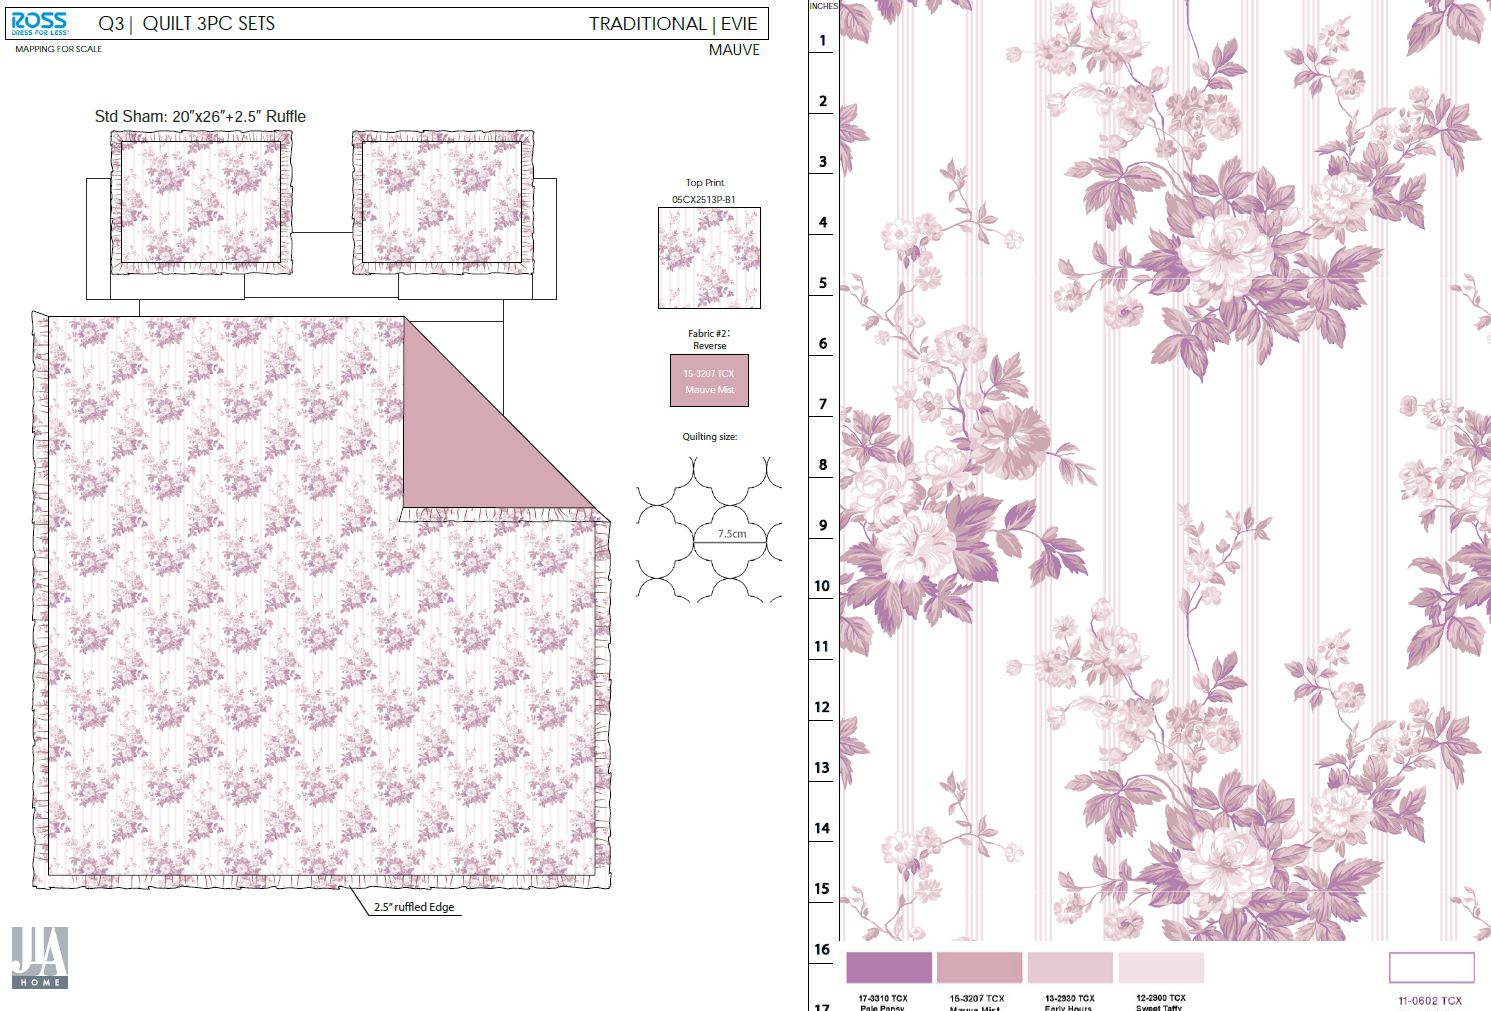 ROSS
DRESS FOR LESS
Q3 | QUILT 3PC SETS
TRADITIONAL | EVIE
MAPPING FOR SCALE
MAUVE
Std Sham: 20"x26"+2.5" Ruffle
Top Print
05CX2513P-B1
Fabric #2:
Reverse
15-3207 TCX
Mauve Mist
Quilting size:
7.5cm
2.5" ruffled Edge
JLA
HOME
INCHES
1
2
3
4
5
6
7
8
9
10
11
12
13
14
15
16
17
17-3310 TCX
Pale Pansy
15-3207 TCX
Mauve Mist
13-2830 TCX
Early Hours
12-2900 TCX
Sweet Taffy
11-0602 TCX